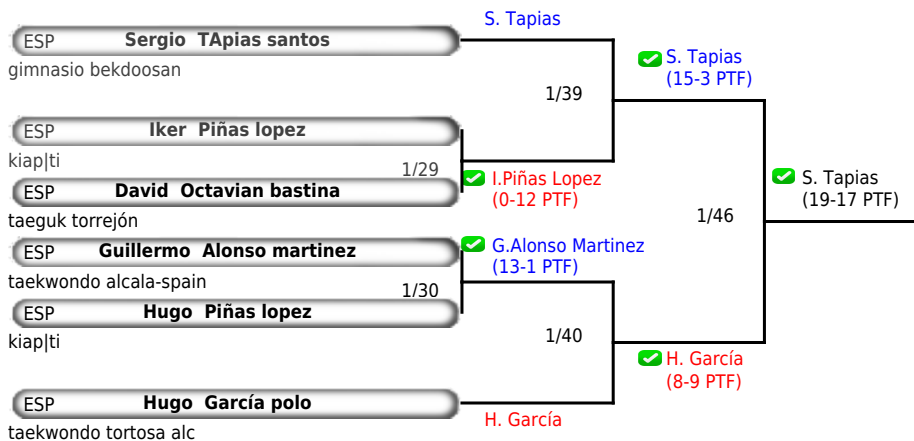 S. Tapias
ESP Sergio TApias santos
gimnasio bekdoosan
S. Tapias
(15-3 PTF)
1/39
ESP Iker Piñas lopez
kiap|ti
1/29
I.Piñas Lopez
(0-12 PTF)
ESP David Octavian bastina
taeguk torrejón
S. Tapias
(19-17 PTF)
1/46
ESP Guillermo Alonso martinez
taekwondo alcala-spain
G.Alonso Martinez
(13-1 PTF)
1/30
ESP Hugo Piñas lopez
kiap|ti
1/40
H. García
(8-9 PTF)
ESP Hugo García polo
taekwondo tortosa alc
H. García